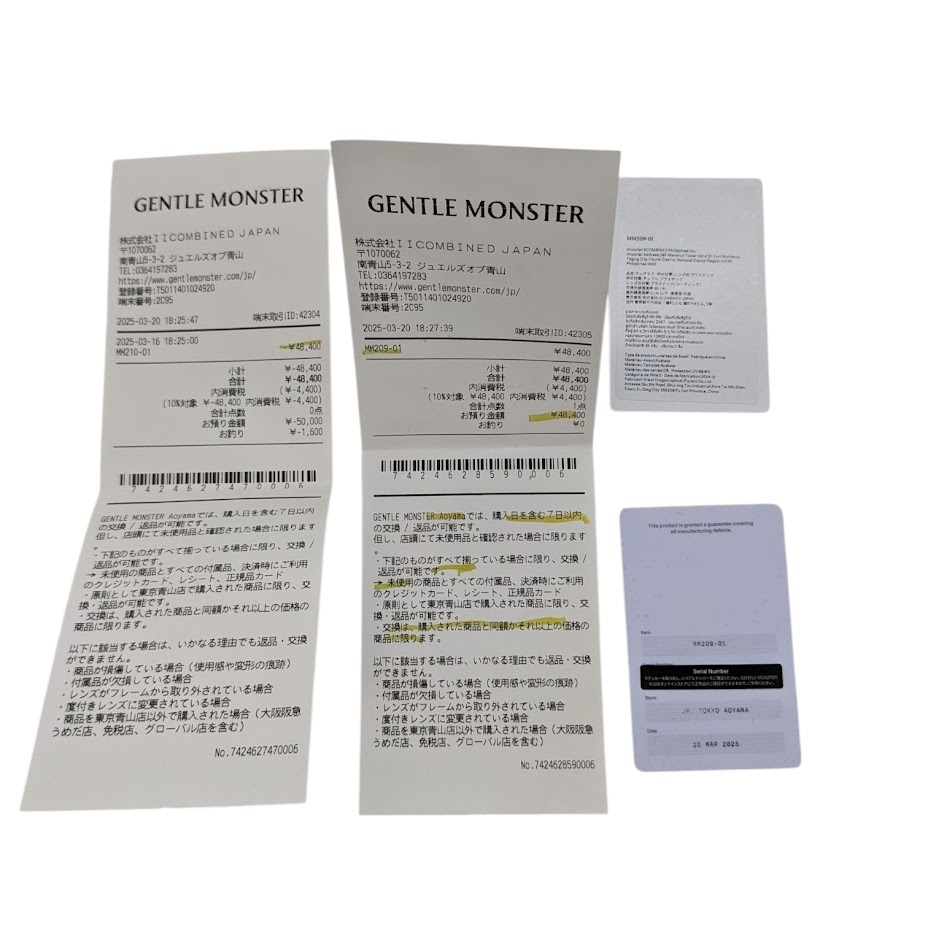 GENTLE MONSTER
株式会社IICOMBINED JAPAN
〒1070062
南青山5-3-2 ジュエルズオブ青山
TEL:0364197283
https://www.gentlemonster.com/jp/
登録番号:T5011401024920
端末番号:2C95
2025-03-20 18:25:47 端末取引ID:42304
2025-03-16 18:25:00
MM210-01 ¥-48,400
小計 ¥-48,400
合計 ¥-48,400
内消費税 (¥-4,400)
(10%対象 ¥-48,400 内消費税 ¥-4,400)
合計点数 0点
お預り金額 ¥-50,000
お釣り ¥-1,600
7424627470006
GENTLE MONSTER Aoyamaでは、購入日を含む7日以内
の交換 / 返品が可能です。
但し、店頭にて未使用品と確認された場合に限ります
。
・下記のものがすべて揃っている場合に限り、交換 /
返品が可能です。
→ 未使用の商品とすべての付属品、決済時にご利用
のクレジットカード、レシート、正規品カード
・原則として東京青山店で購入された商品に限り、交
換・返品が可能です。
・交換は、購入された商品と同額かそれ以上の価格の
商品に限ります。
以下に該当する場合は、いかなる理由でも返品・交換
ができません。
・商品が損傷している場合（使用感や変形の痕跡）
・付属品が欠損している場合
・レンズがフレームから取り外されている場合
・度付きレンズに変更されている場合
・商品を東京青山店以外で購入された場合（大阪阪急
うめだ店、免税店、グローバル店を含む）
No.7424627470006
GENTLE MONSTER
株式会社IICOMBINED JAPAN
〒1070062
南青山5-3-2 ジュエルズオブ青山
TEL:0364197283
https://www.gentlemonster.com/jp/
登録番号:T5011401024920
端末番号:2C95
2025-03-20 18:27:39 端末取引ID:42305
MM209-01 ¥48,400
小計 ¥48,400
合計 ¥48,400
内消費税 (¥4,400)
(10%対象 ¥48,400 内消費税 ¥4,400)
合計点数 1点
お預り金額 ¥48,400
お釣り ¥0
7424628590006
GENTLE MONSTER Aoyamaでは、購入日を含む7日以内
の交換 / 返品が可能です。
但し、店頭にて未使用品と確認された場合に限ります
。
・下記のものがすべて揃っている場合に限り、交換 /
返品が可能です。
→ 未使用の商品とすべての付属品、決済時にご利用
のクレジットカード、レシート、正規品カード
・原則として東京青山店で購入された商品に限り、交
換・返品が可能です。
・交換は、購入された商品と同額かそれ以上の価格の
商品に限ります。
以下に該当する場合は、いかなる理由でも返品・交換
ができません。
・商品が損傷している場合（使用感や変形の痕跡）
・付属品が欠損している場合
・レンズがフレームから取り外されている場合
・度付きレンズに変更されている場合
・商品を東京青山店以外で購入された場合（大阪阪急
うめだ店、免税店、グローバル店を含む）
No.7424628590006
MM209-01
This product is granted a guarantee covering
all manufacturing defects.
Item
MM209-01
Serial Number
Store
JP. TOKYO AOYAMA
Date
20 MAR 2025